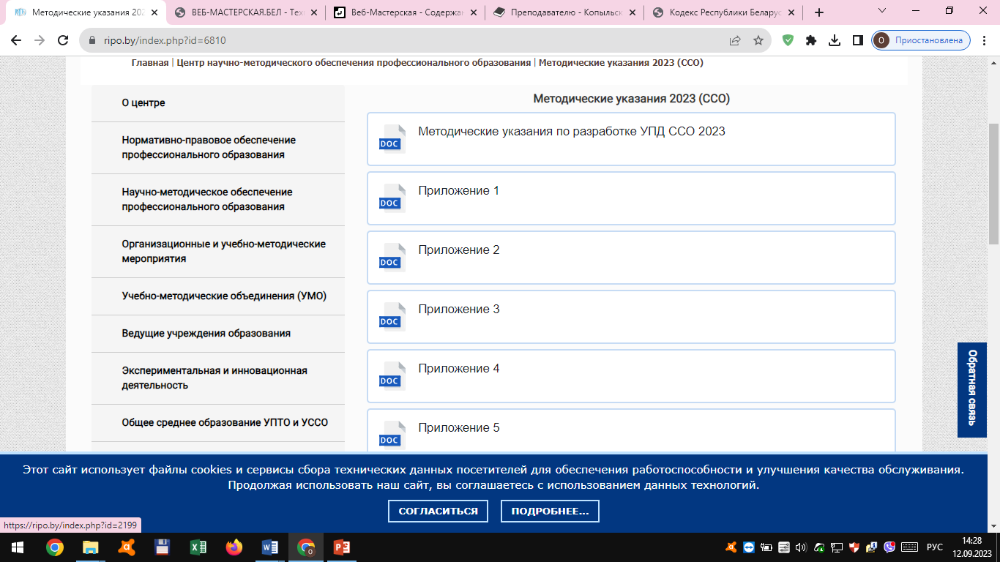 Методические указания 202
ВЕБ-МАСТЕРСКАЯ.БЕЛ - Техн
Веб-Мастерская - Содержан
Преподавателю - Копыльск
Кодекс Республики Беларус
ripo.by/index.php?id=6810
О
Приостановлена
Главная | Центр научно-методического обеспечения профессионального образования | Методические указания 2023 (ССО)
О центре
Нормативно-правовое обеспечение
профессионального образования
Научно-методическое обеспечение
профессионального образования
Организационные и учебно-методические
мероприятия
Учебно-методические объединения (УМО)
Ведущие учреждения образования
Экспериментальная и инновационная
деятельность
Общее среднее образование УПТО и УССО
Методические указания 2023 (ССО)
DOC
Методические указания по разработке УПД ССО 2023
DOC
Приложение 1
DOC
Приложение 2
DOC
Приложение 3
DOC
Приложение 4
DOC
Приложение 5
Обратная связь
Этот сайт использует файлы cookies и сервисы сбора технических данных посетителей для обеспечения работоспособности и улучшения качества обслуживания.
Продолжая использовать наш сайт, вы соглашаетесь с использованием данных технологий.
СОГЛАСИТЬСЯ
ПОДРОБНЕЕ...
https://ripo.by/index.php?id=2199
РУС
14:28
12.09.2023